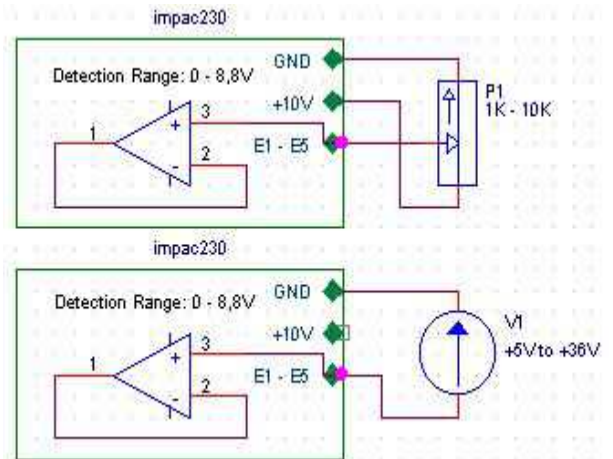 impac230
GND
Detection Range: 0 - 8,8V
P1
1K - 10K
+10V
3
1
E1 - E5
2
impac230
GND
Detection Range: 0 - 8,8V
V1
+10V
+5V to +36V
3
1
E1 - E5
2